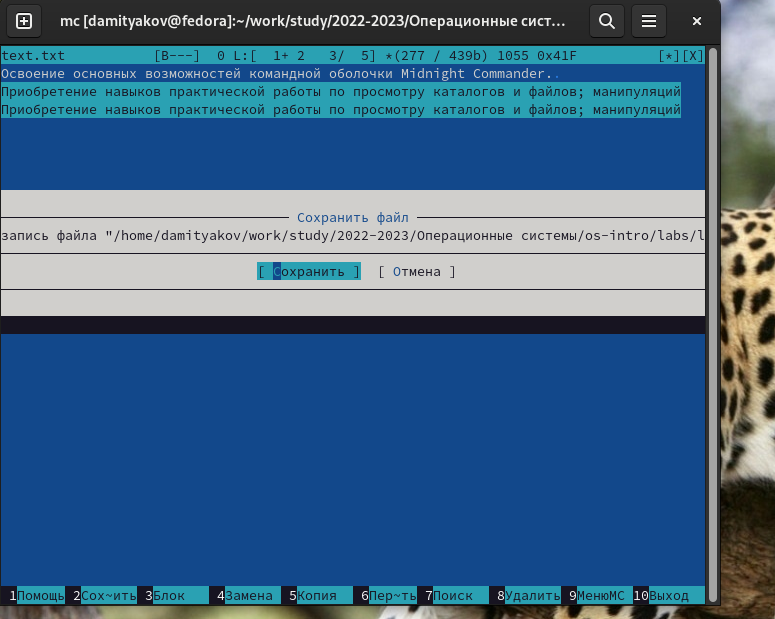 mc [damityakov@fedora]:~/work/study/2022-2023/Операционные сист…
text.txt [B---] 0 L:[ 1+ 2 3/ 5] *(277 / 439b) 1055 0x41F [*][X]
Освоение основных возможностей командной оболочки Midnight Commander..
Приобретение навыков практической работы по просмотру каталогов и файлов; манипуляций
Приобретение навыков практической работы по просмотру каталогов и файлов; манипуляций
Сохранить файл
запись файла "/home/damityakov/work/study/2022-2023/Операционные системы/os-intro/labs/l
[ Сохранить ] [ Отмена ]
1Помощь 2Сох~ить 3Блок 4Замена 5Копия 6Пер~ть 7Поиск 8Удалить 9МенюMC 10Выход